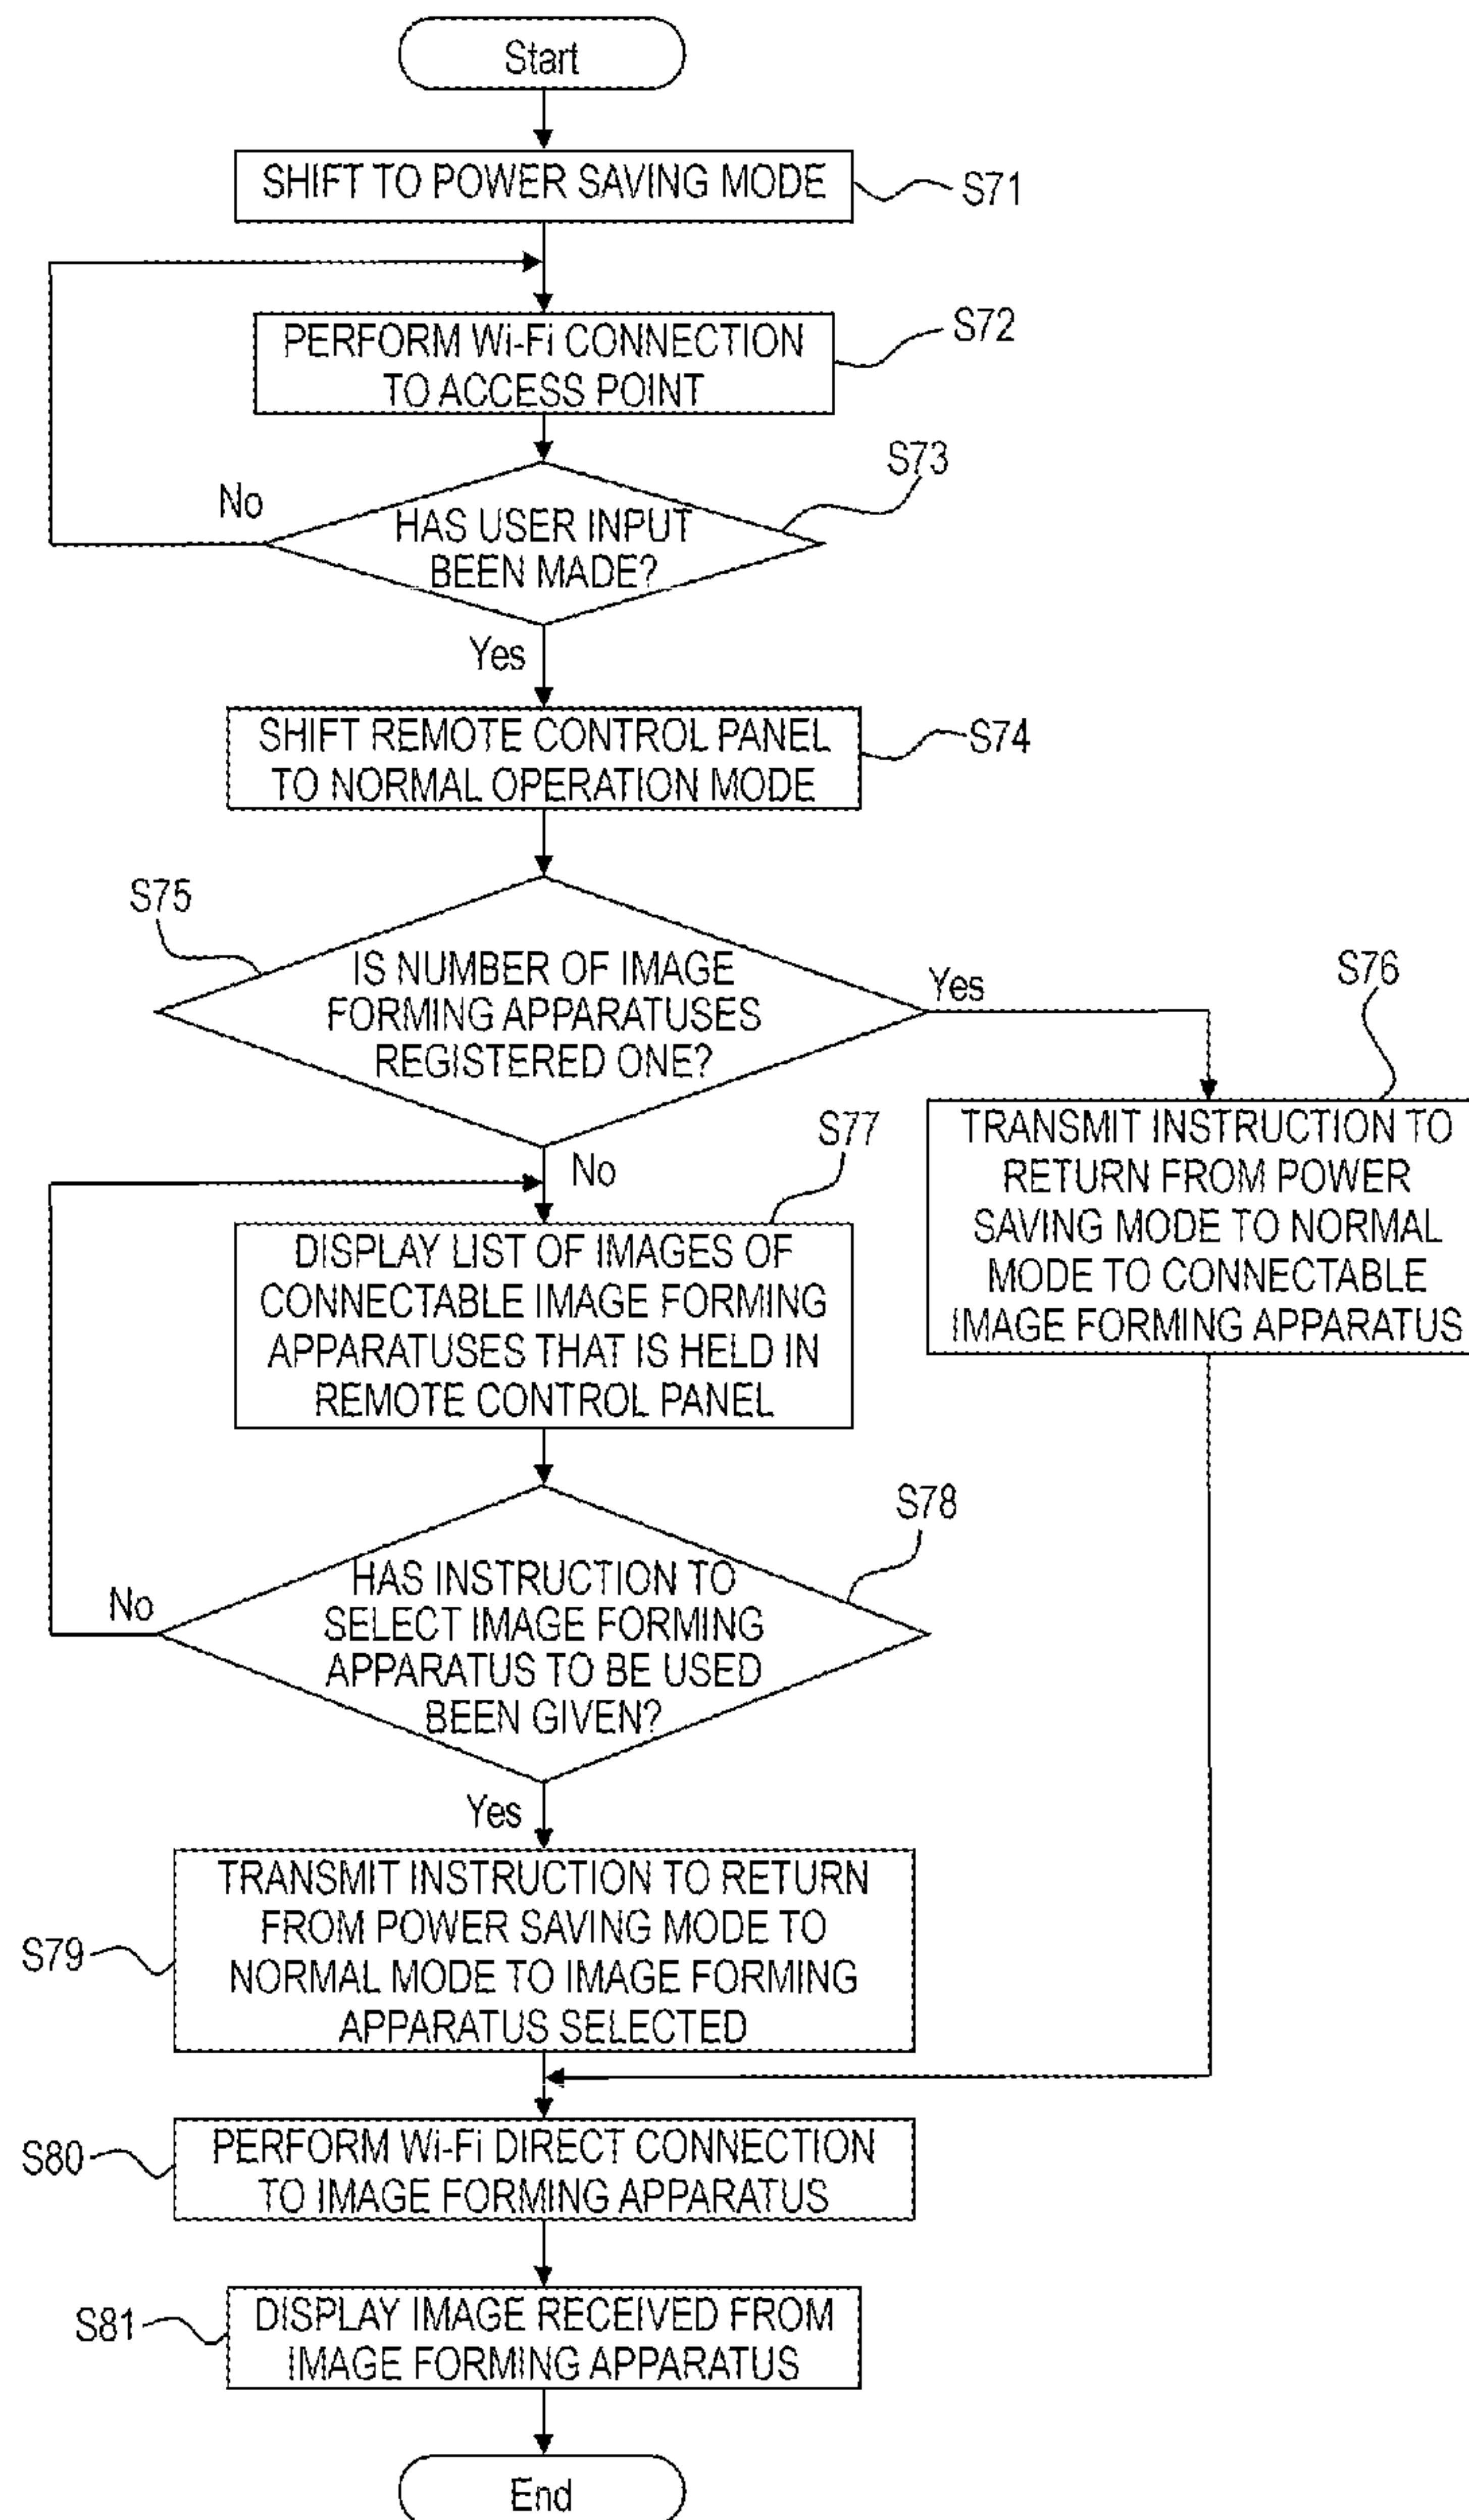 Start
SHIFT TO POWER SAVING MODE
S71
PERFORM Wi-Fi CONNECTION
TO ACCESS POINT
S72
HAS USER INPUT
BEEN MADE?
S73
No
Yes
SHIFT REMOTE CONTROL PANEL
TO NORMAL OPERATION MODE
S74
S75
IS NUMBER OF IMAGE
FORMING APPARATUSES
REGISTERED ONE?
Yes
No
S76
TRANSMIT INSTRUCTION TO
RETURN FROM POWER
SAVING MODE TO NORMAL
MODE TO CONNECTABLE
IMAGE FORMING APPARATUS
S77
DISPLAY LIST OF IMAGES OF
CONNECTABLE IMAGE FORMING
APPARATUSES THAT IS HELD IN
REMOTE CONTROL PANEL
S78
HAS INSTRUCTION TO
SELECT IMAGE FORMING
APPARATUS TO BE USED
BEEN GIVEN?
No
Yes
S79
TRANSMIT INSTRUCTION TO RETURN
FROM POWER SAVING MODE TO
NORMAL MODE TO IMAGE FORMING
APPARATUS SELECTED
S80
PERFORM Wi-Fi DIRECT CONNECTION
TO IMAGE FORMING APPARATUS
S81
DISPLAY IMAGE RECEIVED FROM
IMAGE FORMING APPARATUS
End